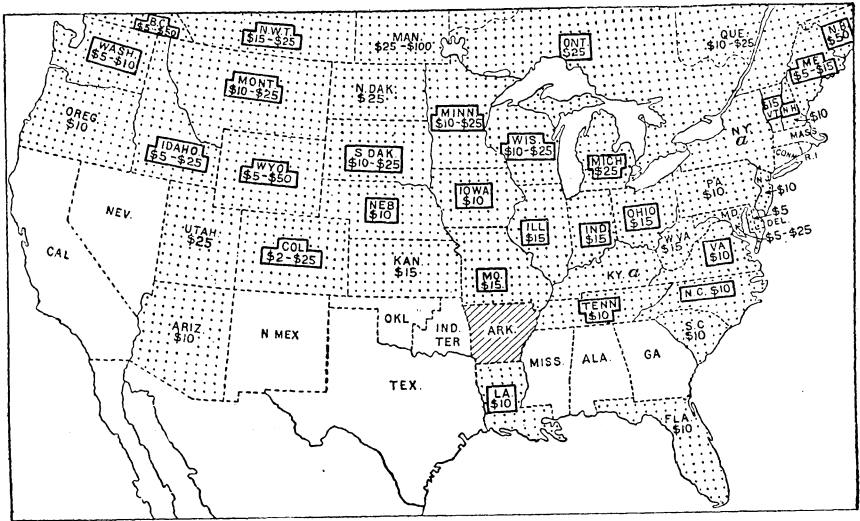 B.C.
$5-$50
N.W.T.
$15-$25
MAN.
$25-$100
ONT
$25
QUE.
$10-$25
N.B.
$50
WASH
$5-$10
MONT
$10-$25
N.DAK.
$25
MINN
$10-$25
ME
$5-$15
OREG.
$10
IDAHO
$5-$25
WYO
$5-$50
S.DAK
$10-$25
WIS.
$10-$25
MICH
$25
N.Y.
a
$15
VT.
N.H.
$10
MASS
CONN.
R.I
NEV.
CAL
UTAH
$25
COL
$2-$25
NEB
$10
IOWA
$10
ILL
$15
IND
$15
OHIO
$15
PA.
$10
N.J.
$10
MD.
$5
DEL.
$5-$25
KAN.
$15
MO.
$15
KY. a
W.VA
$15
VA
$10
ARIZ
$10
N MEX
OKL
IND.
TER
ARK.
TENN
$10
N.C. $10
S.C
$10
TEX.
LA
$10
MISS.
ALA.
GA
FLA.
$10